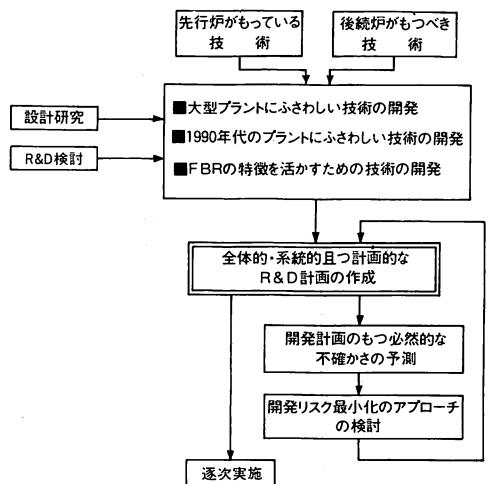 先行炉がもっている
技術
後続炉がもつべき
技術
設計研究
R&D検討
■大型プラントにふさわしい技術の開発
■1990年代のプラントにふさわしい技術の開発
■FBRの特徴を活かすための技術の開発
全体的・系統的且つ計画的な
R&D計画の作成
開発計画のもつ必然的な
不確かさの予測
開発リスク最小化のアプローチ
の検討
逐次実施